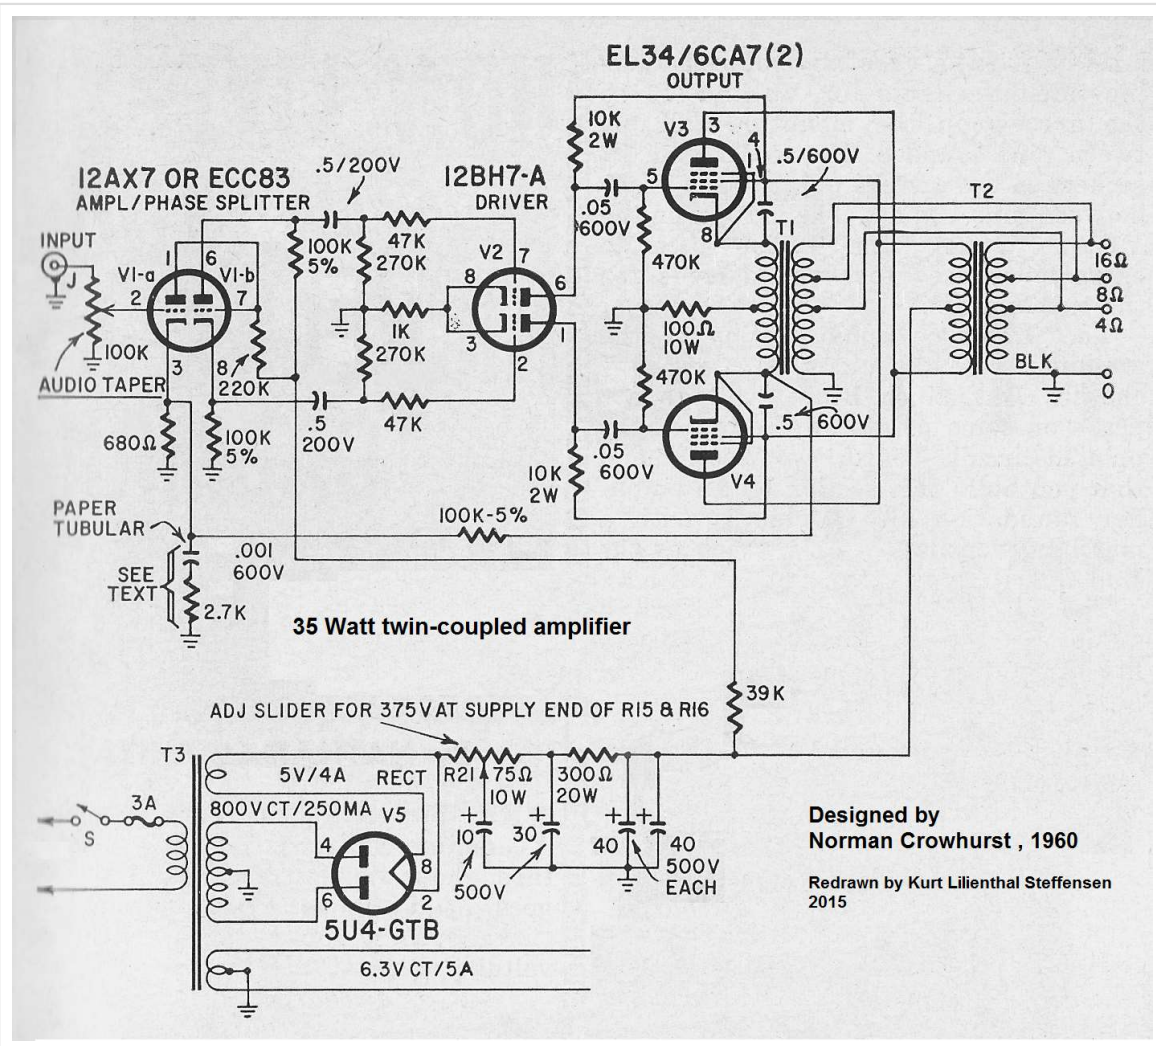 EL34/6CA7(2)
OUTPUT
10K
2W
V3
3
4
1
.5/600V
5
.05
600V
8
470K
12AX7 OR ECC83
AMPL/PHASE SPLITTER
.5/200V
12BH7-A
DRIVER
T2
T1
INPUT
J
1
6
V1-a
V1-b
2
7
100K
5%
47K
270K
V2
7
8
6
16Ω
8Ω
4Ω
1K
270K
3
1
2
100Ω
10W
100K
AUDIO TAPER
3
8
220K
470K
BLK
0
680Ω
100K
5%
.5
200V
47K
.05
600V
.5
600V
V4
10K
2W
PAPER
TUBULAR
100K-5%
.001
600V
SEE
TEXT
2.7K
35 Watt twin-coupled amplifier
39K
ADJ SLIDER FOR 375V AT SUPPLY END OF R15 & R16
T3
5V/4A
RECT
R21
75Ω
10W
300Ω
20W
800V CT/250MA
V5
3A
S
4
8
6
2
+
10
+
30
+
40
+
40
500V
EACH
500V
5U4-GTB
6.3V CT/5A
Designed by
Norman Crowhurst , 1960
Redrawn by Kurt Lilienthal Steffensen
2015